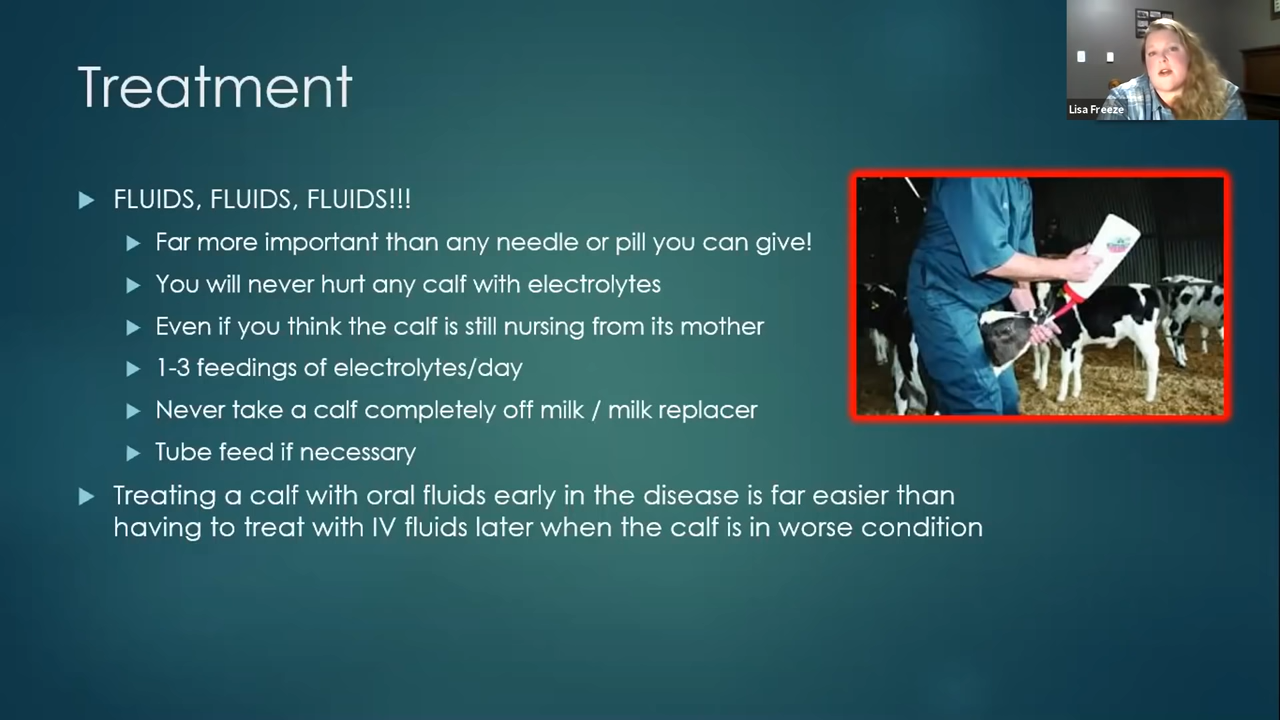 Treatment
Lisa Freeze
FLUIDS, FLUIDS, FLUIDS!!!
Far more important than any needle or pill you can give!
You will never hurt any calf with electrolytes
Even if you think the calf is still nursing from its mother
1-3 feedings of electrolytes/day
Never take a calf completely off milk / milk replacer
Tube feed if necessary
Treating a calf with oral fluids early in the disease is far easier than
having to treat with IV fluids later when the calf is in worse condition